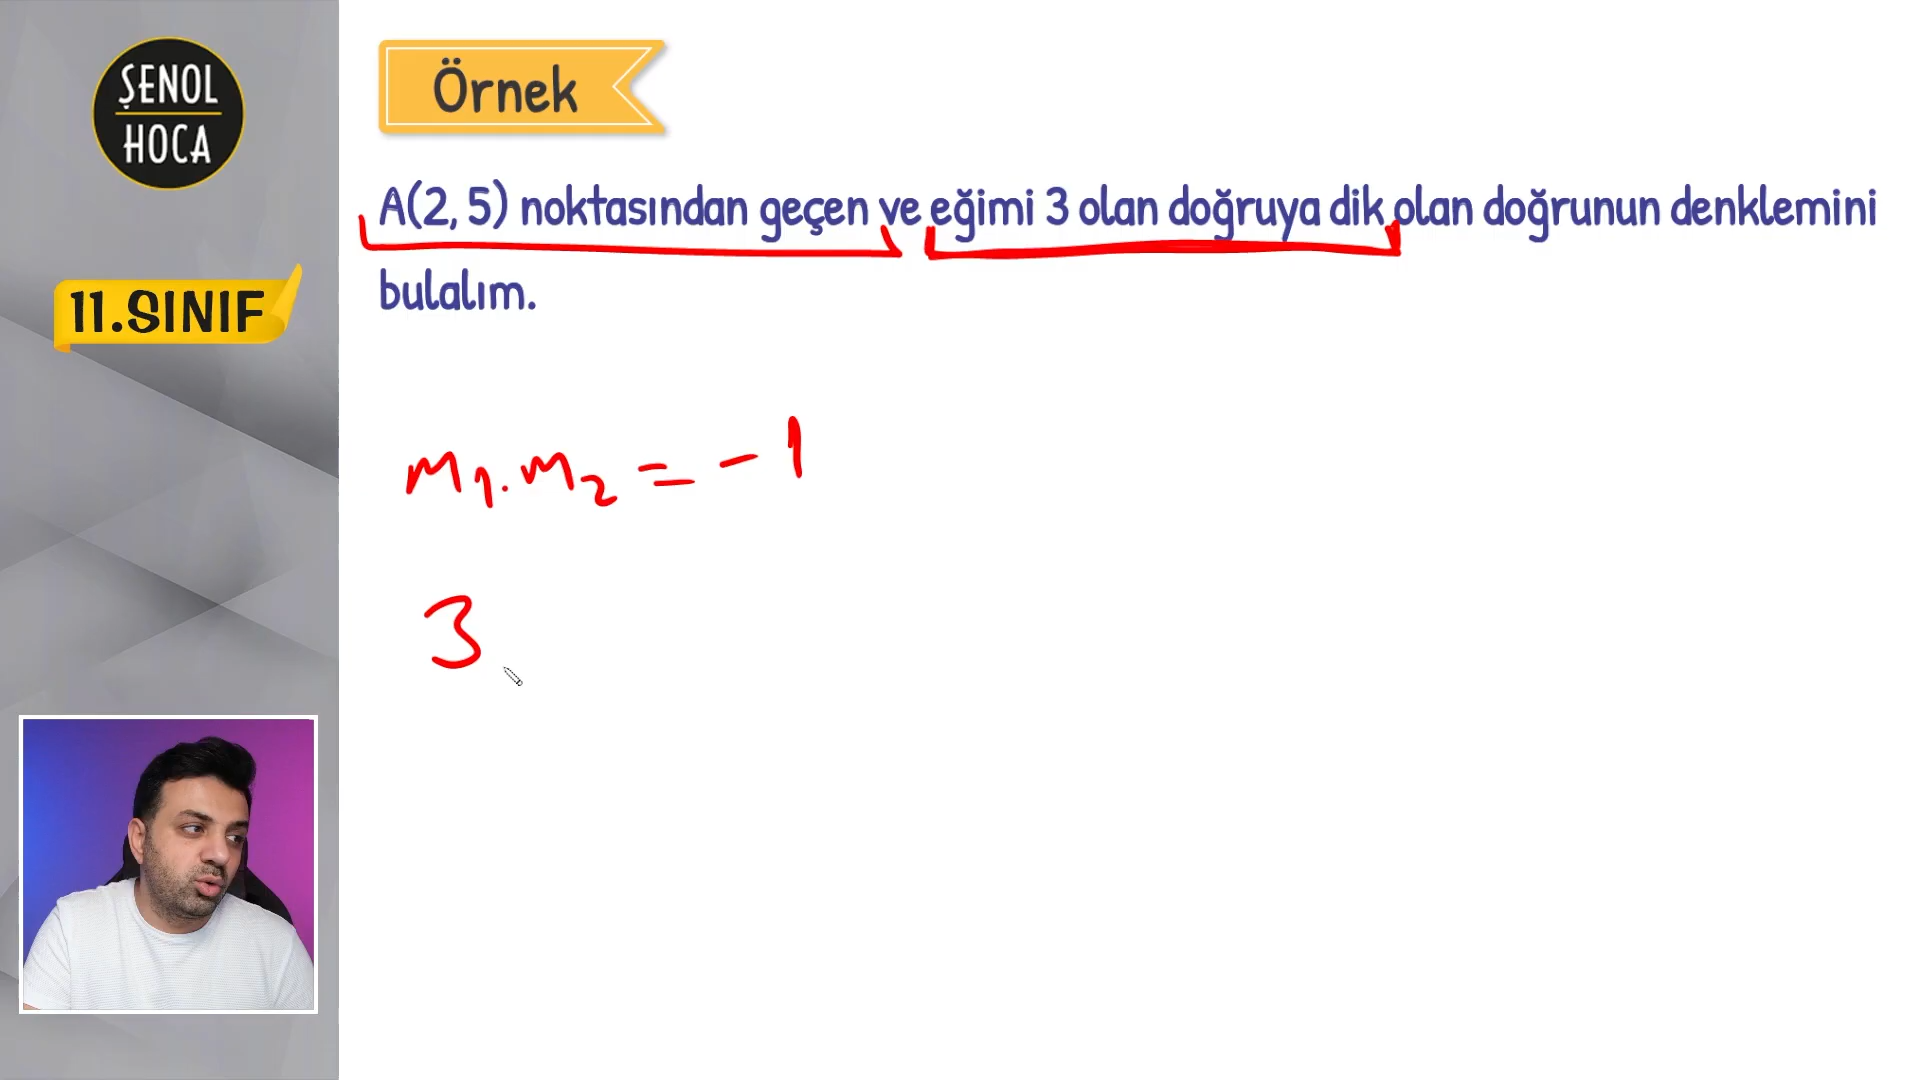 ŞENOL
HOCA
11.SINIF
Örnek
A(2, 5) noktasından geçen ve eğimi 3 olan doğruya dik olan doğrunun denklemini
bulalım.
m₁.m₂ = -1
3